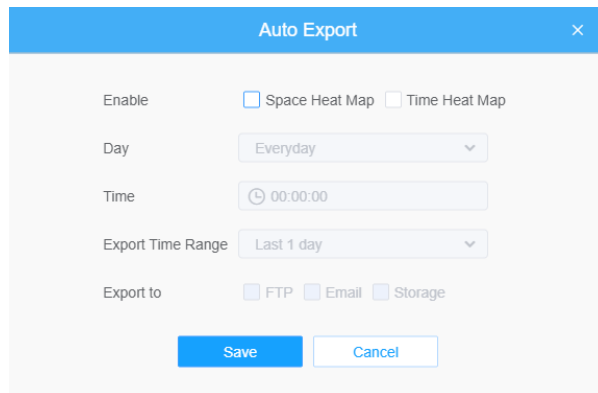 Auto Export
Enable Space Heat Map Time Heat Map
Day Everyday
Time 00:00:00
Export Time Range Last 1 day
Export to FTP Email Storage
Save Cancel